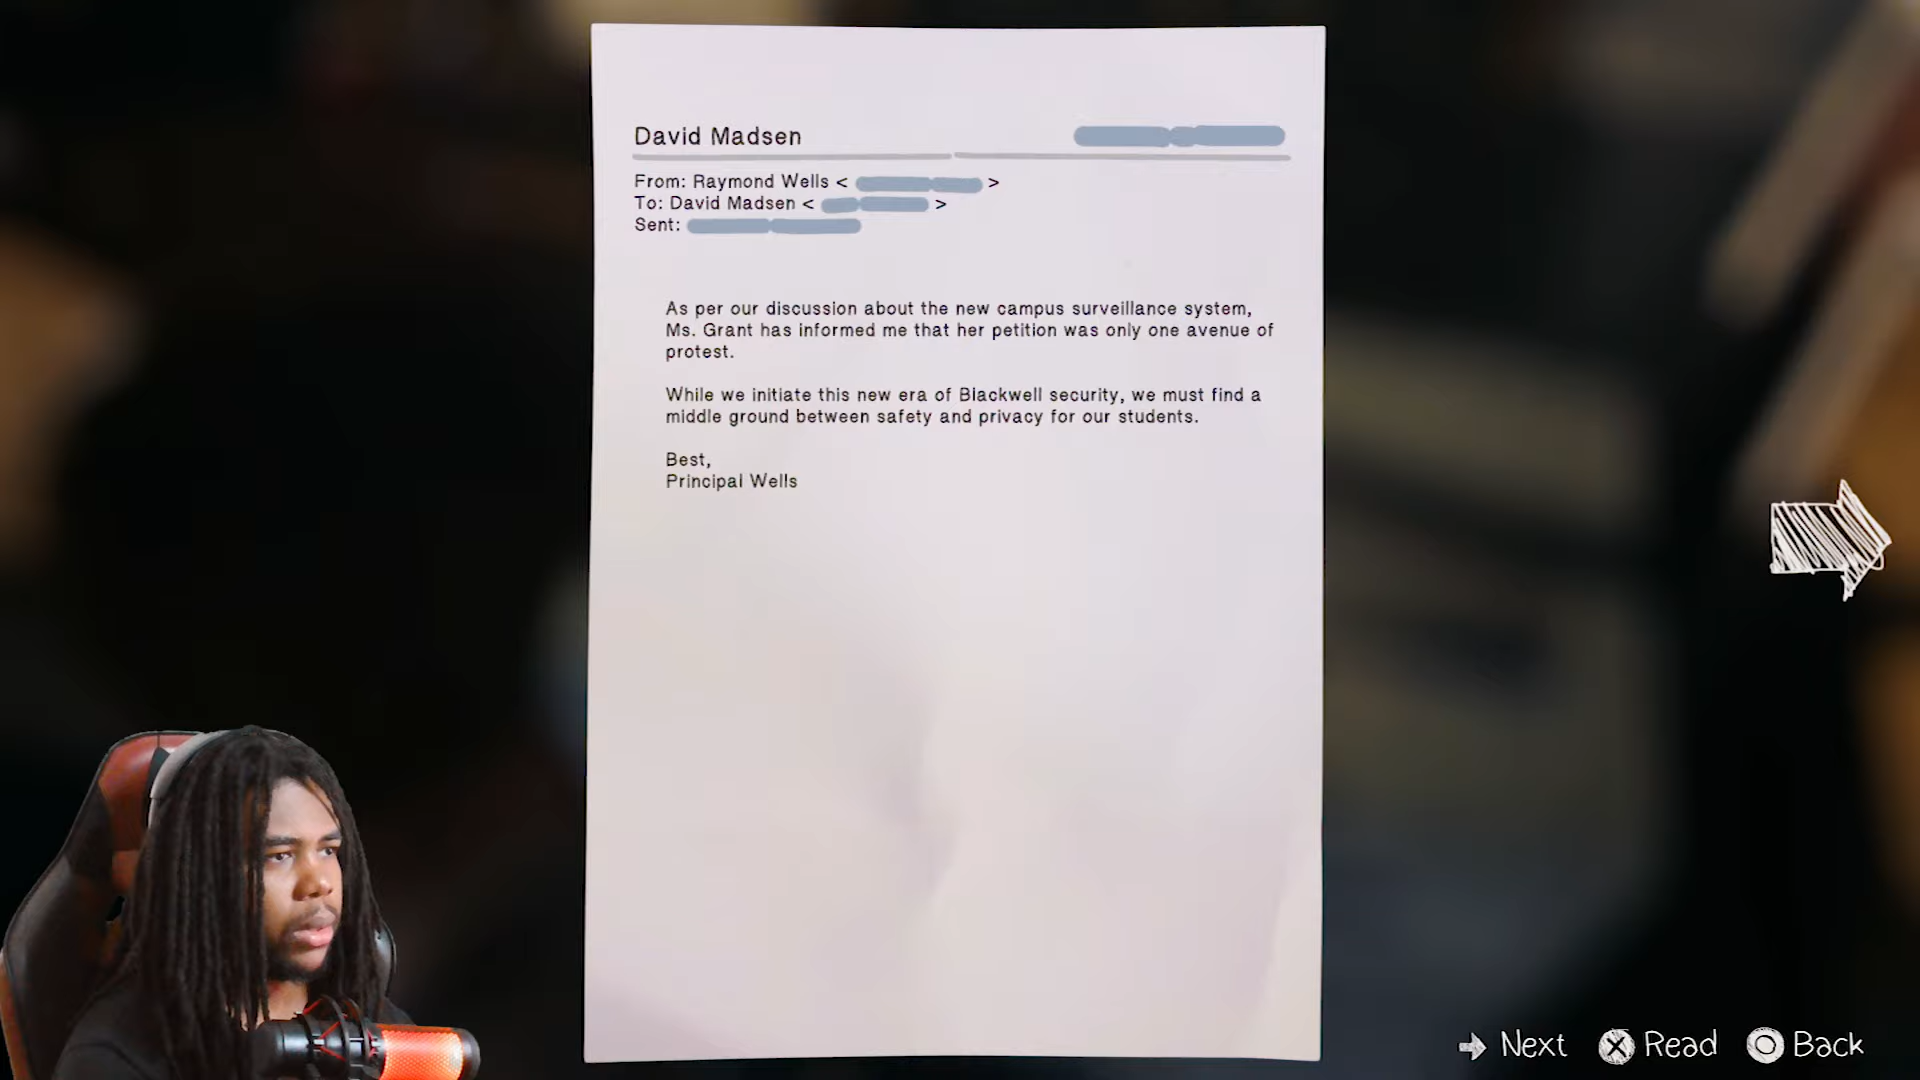 David Madsen
From: Raymond Wells < >
To: David Madsen < >
Sent:
As per our discussion about the new campus surveillance system,
Ms. Grant has informed me that her petition was only one avenue of
protest.
While we initiate this new era of Blackwell security, we must find a
middle ground between safety and privacy for our students.
Best,
Principal Wells
Next Read Back